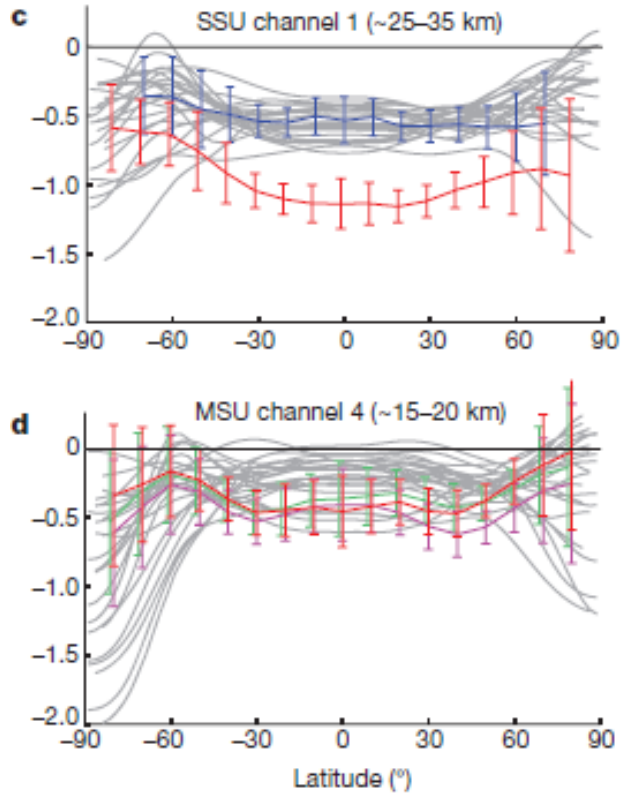 c
SSU channel 1 (~25–35 km)
0
–0.5
–1.0
–1.5
–2.0
–90 –60 –30 0 30 60 90
d
MSU channel 4 (~15–20 km)
0
–0.5
–1.0
–1.5
–2.0
–90 –60 –30 0 30 60 90
Latitude (°)